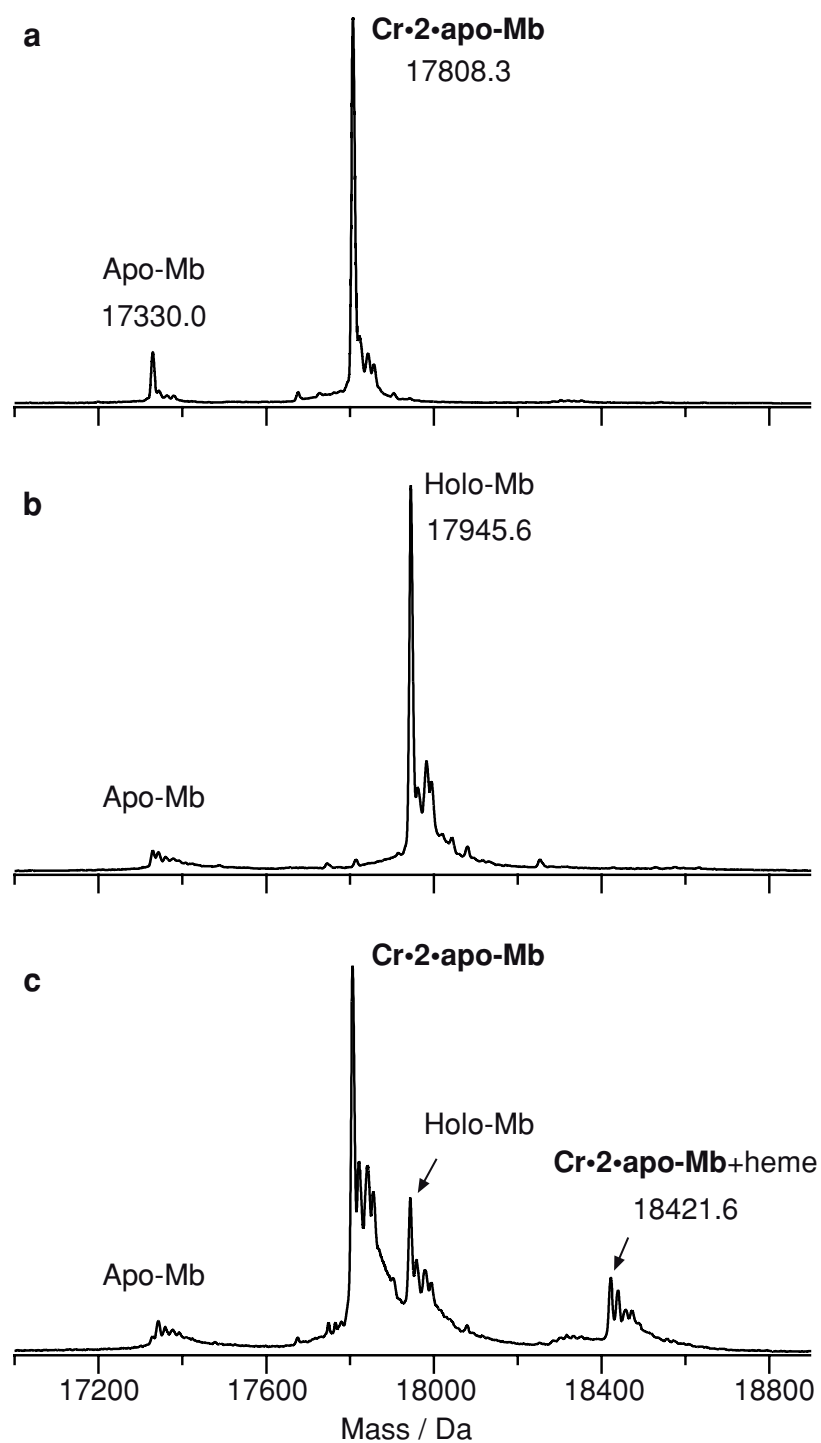 a
Cr•2•apo-Mb
17808.3
Apo-Mb
17330.0
b
Holo-Mb
17945.6
Apo-Mb
c
Cr•2•apo-Mb
Holo-Mb
Cr•2•apo-Mb+heme
18421.6
Apo-Mb
17200 17600 18000 18400 18800
Mass / Da